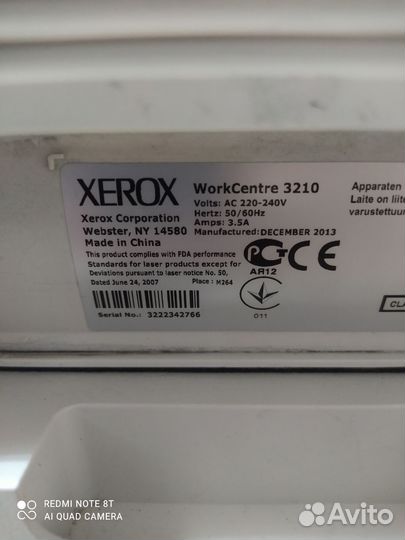 XEROX WorkCentre 3210
Volts: AC 220-240V
Hertz: 50/60Hz
Amps: 3.5A
Xerox Corporation
Webster, NY 14580
Made in China
Manufactured: DECEMBER 2013
This product complies with FDA performance
Standards for laser products except for
Deviations pursuant to laser notice No. 50,
Dated June 24, 2007
Place : M264
Serial No.: 3222342766
PCT
AR12
011
Apparaten
Laite on liite
varustettuu
CLA
REDMI NOTE 8T
AI QUAD CAMERA
Avito